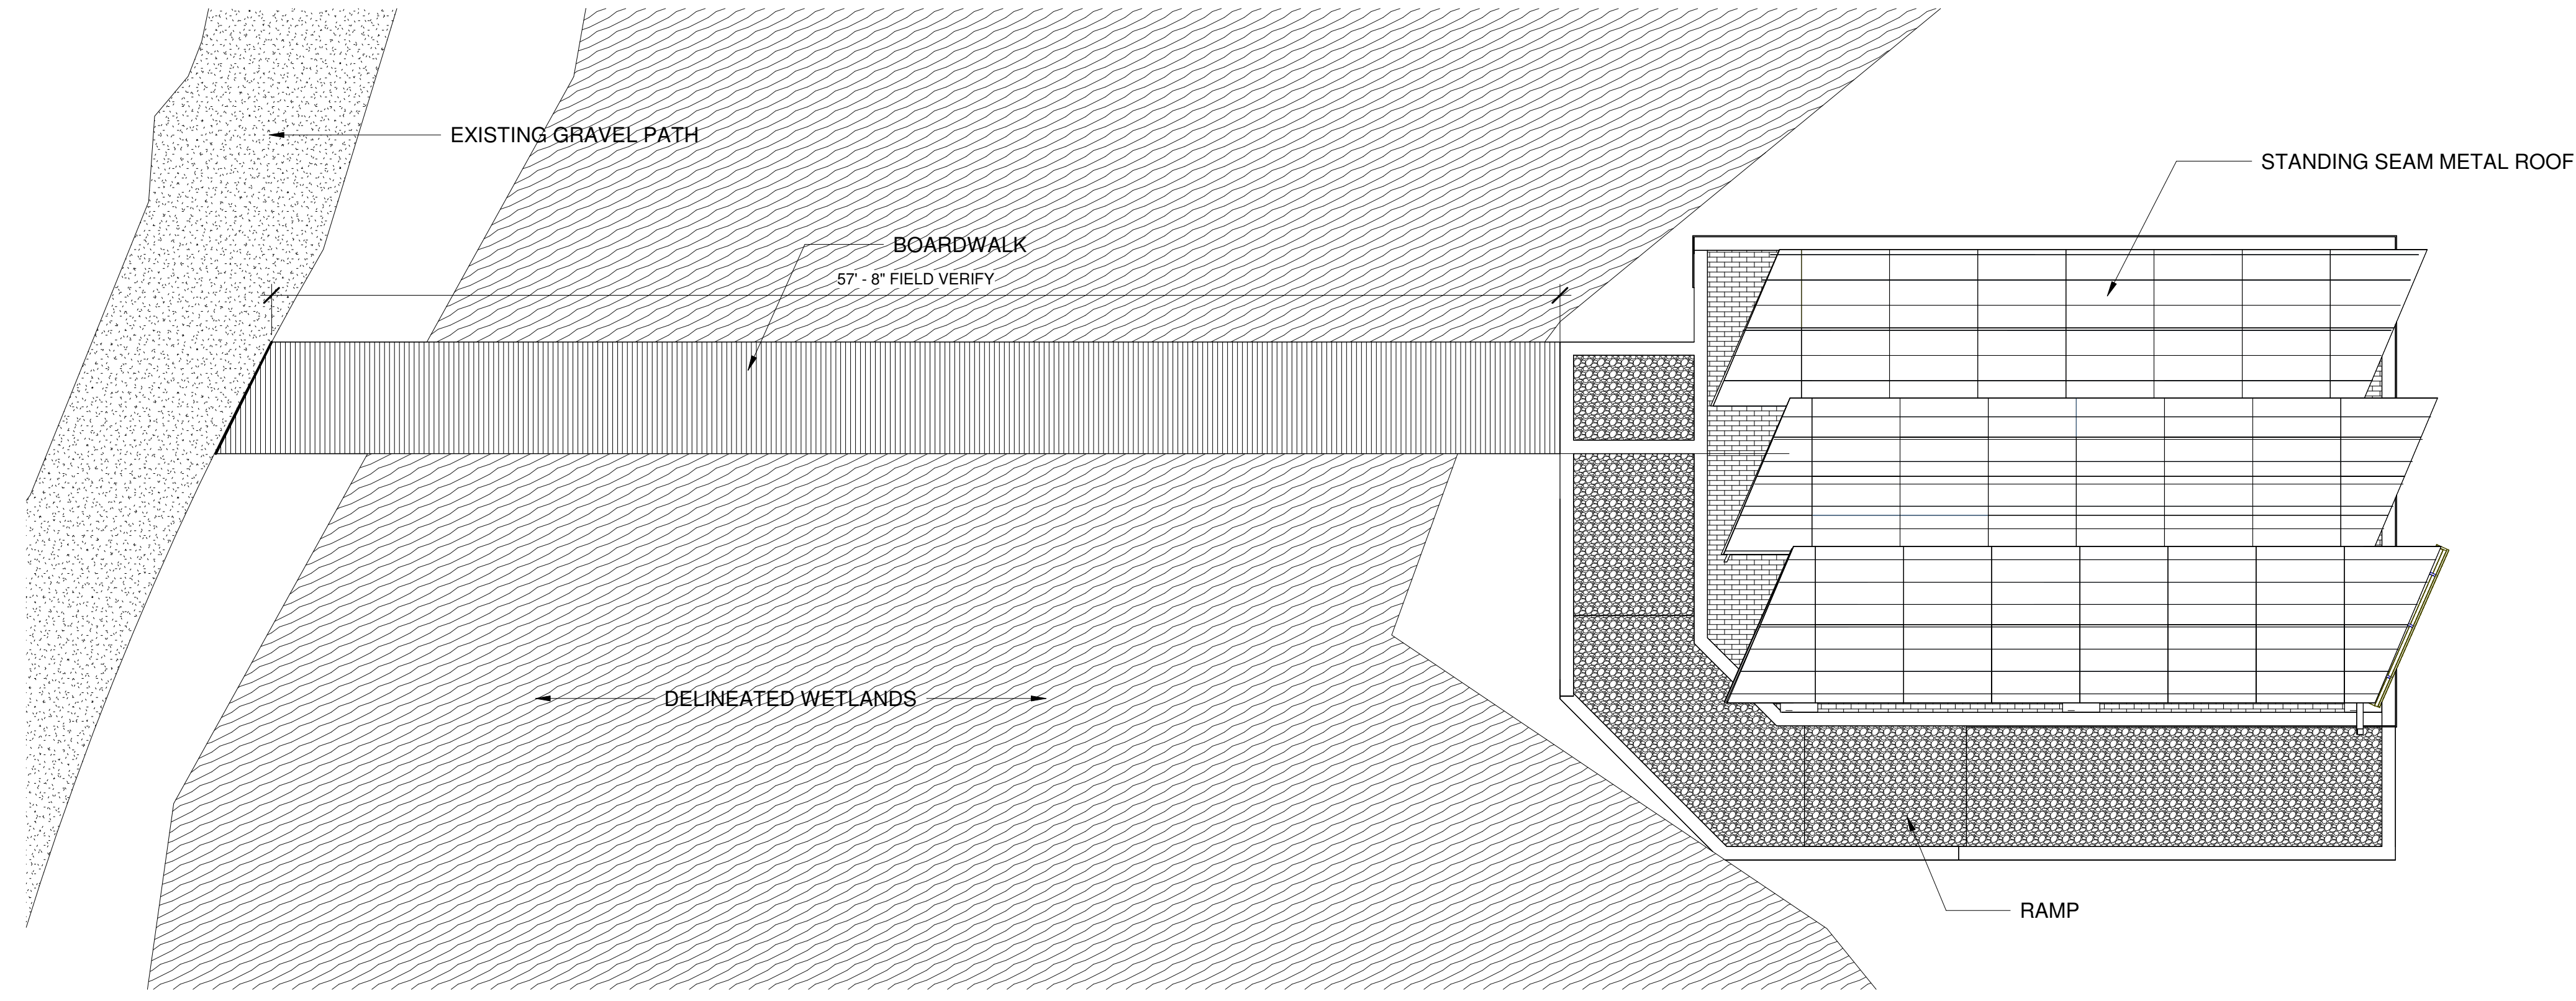 EXISTING GRAVEL PATH
STANDING SEAM METAL ROOF
BOARDWALK
57' - 8" FIELD VERIFY
DELINEATED WETLANDS
RAMP